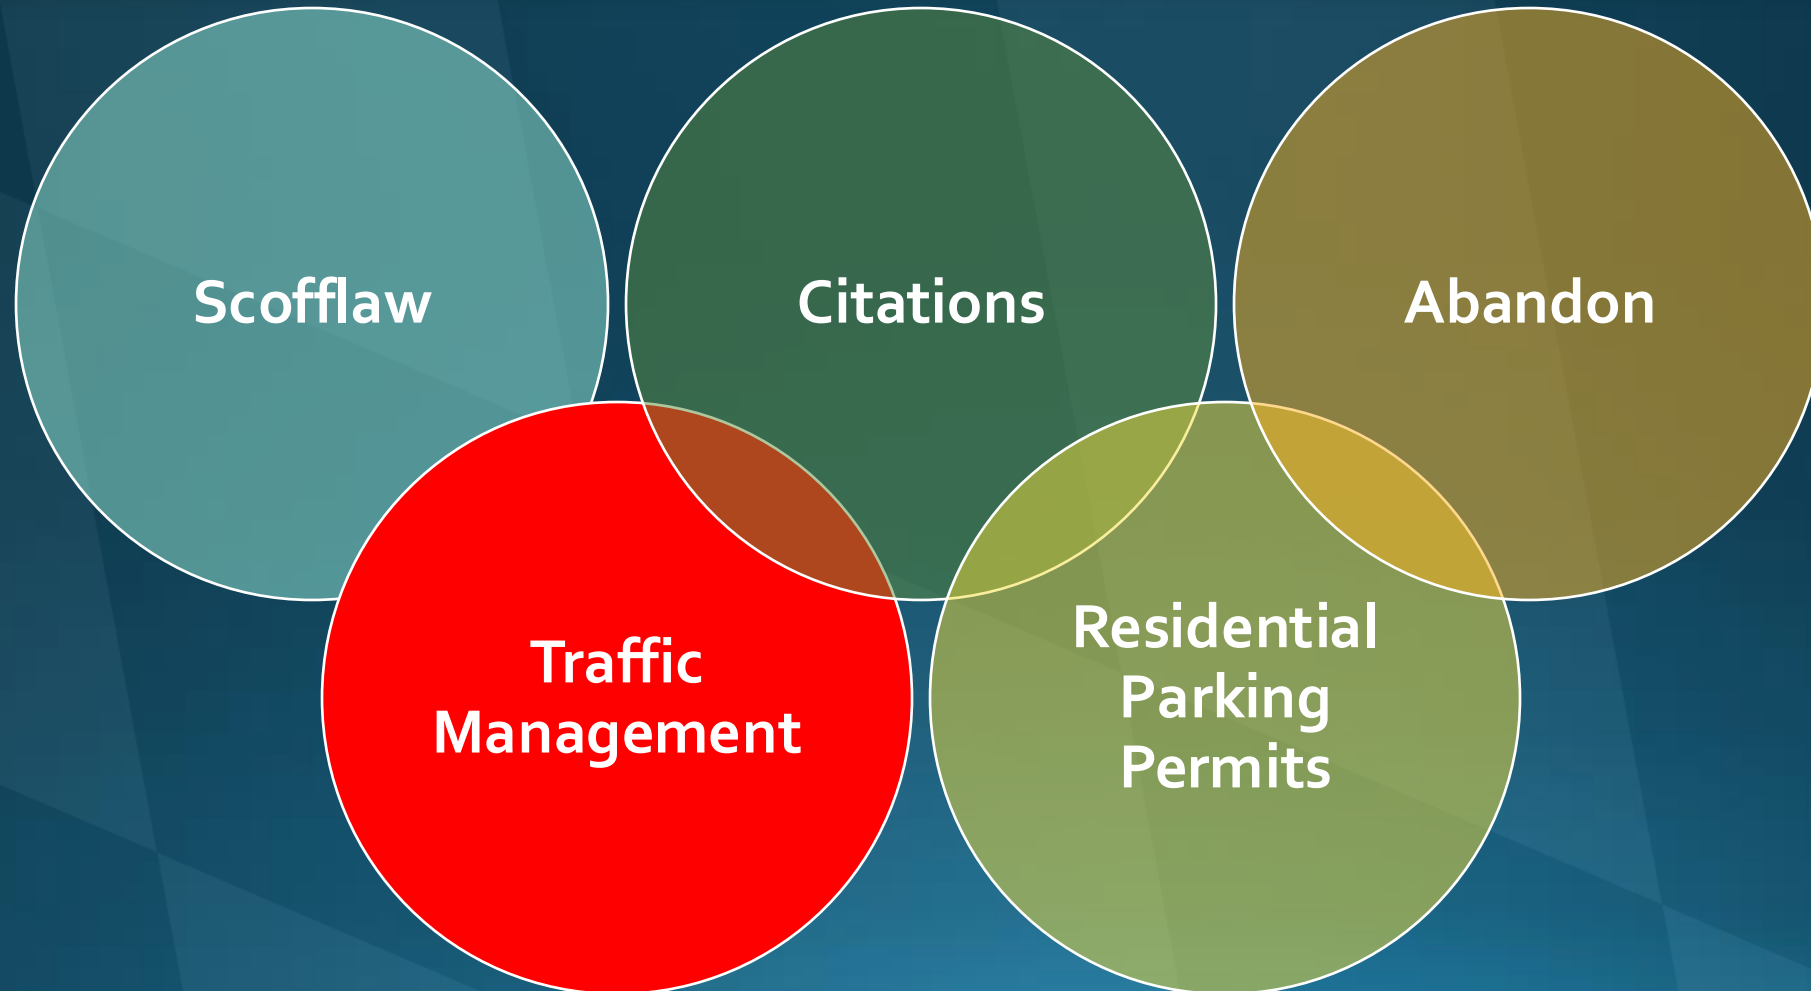 Scofflaw
Citations
Abandon
Traffic
Management
Residential
Parking
Permits